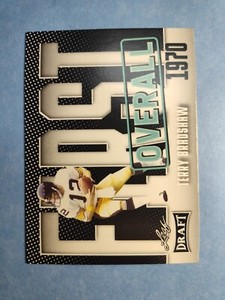 FIRST
OVERALL
1970
TERRY BRADSHAW
12
Leaf
DRAFT